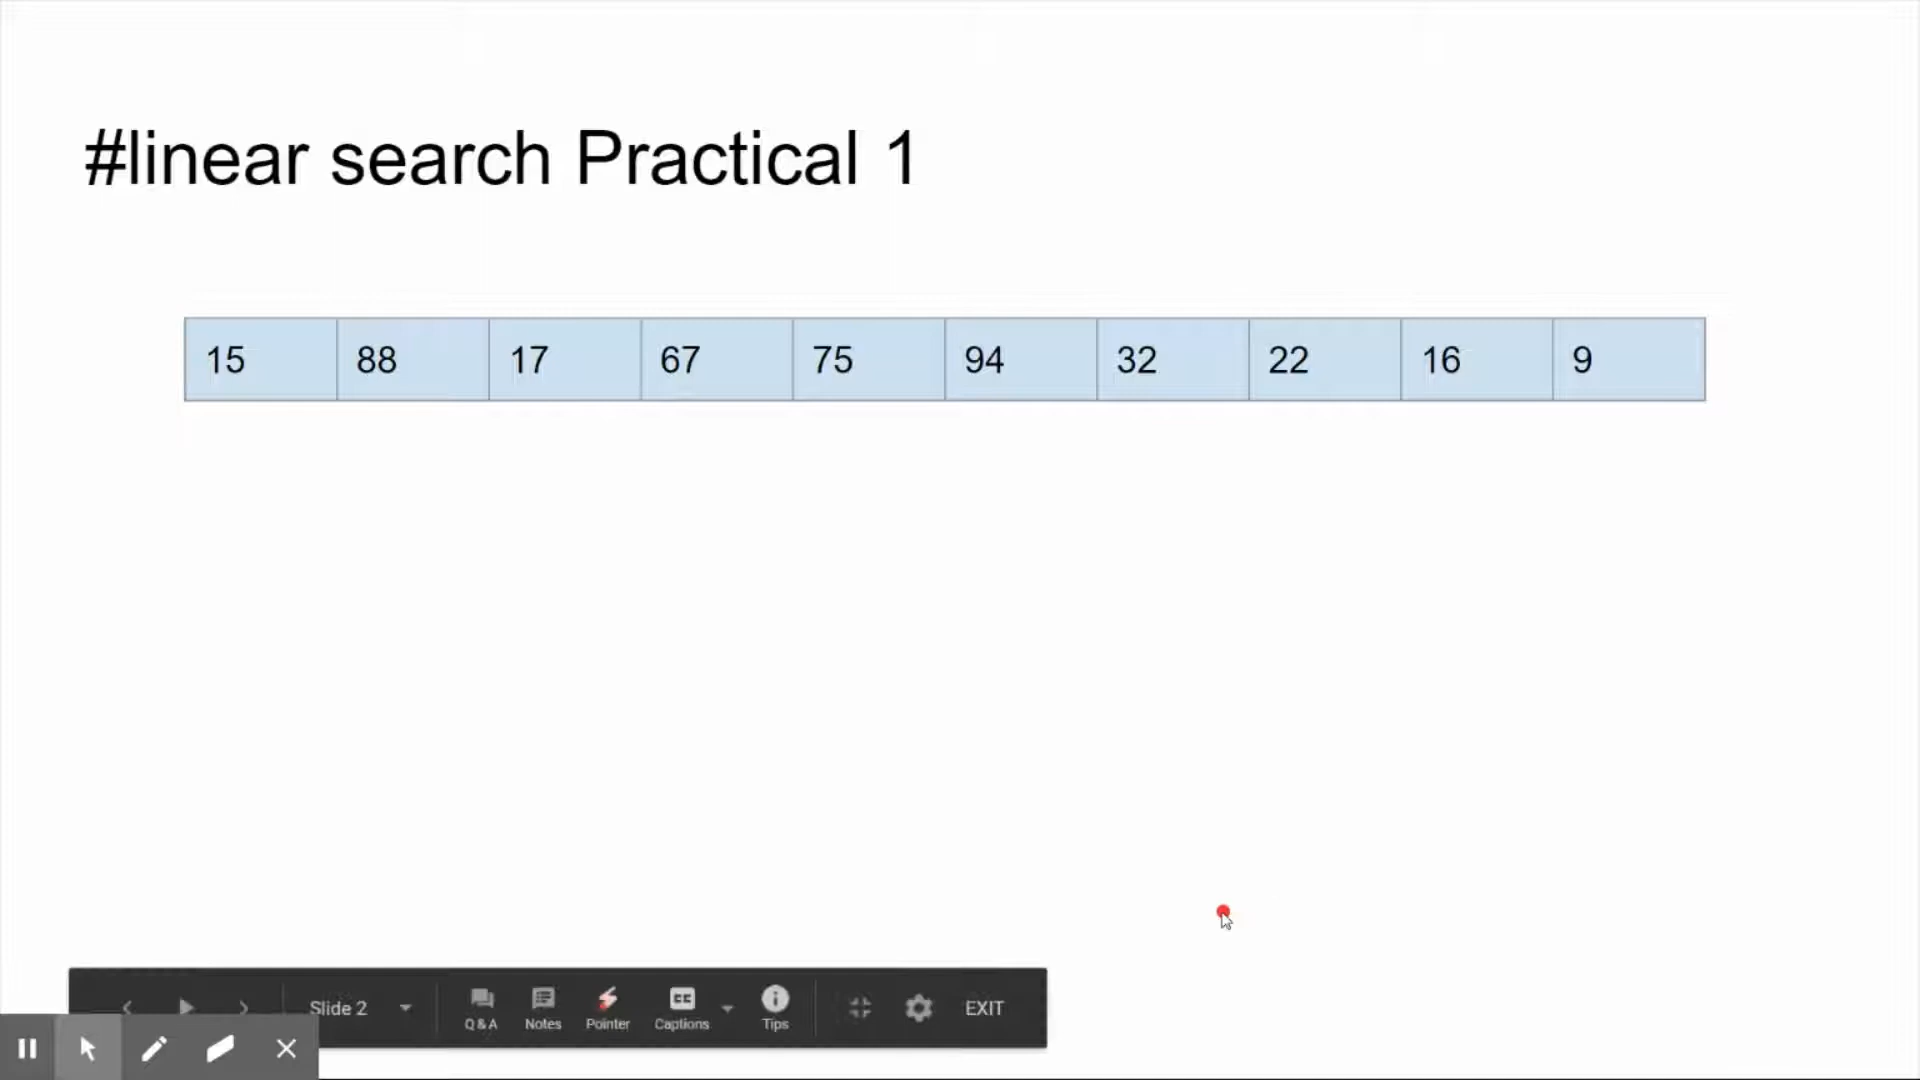 #linear search Practical 1
15 88 17 67 75 94 32 22 16 9
Slide 2 Q&A Notes Pointer CC Captions Tips EXIT